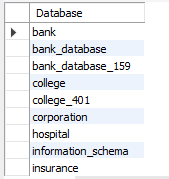 Database
bank
bank_database
bank_database_159
college
college_401
corporation
hospital
information_schema
insurance